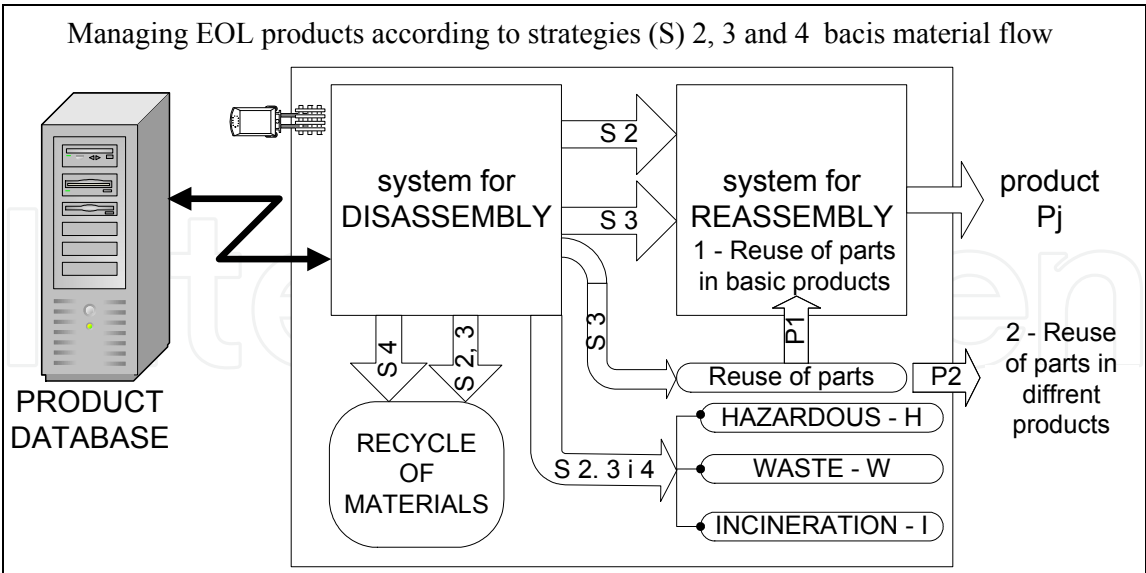 Managing EOL products according to strategies (S) 2, 3 and 4 bacis material flow
PRODUCT
DATABASE
system for
DISASSEMBLY
S 2
S 3
system for
REASSEMBLY
1 - Reuse of parts
in basic products
product
Pj
S 4
S 2, 3
S 3
P1
Reuse of parts
P2
2 - Reuse
of parts in
diffrent
products
RECYCLE
OF
MATERIALS
S 2. 3 i 4
HAZARDOUS - H
WASTE - W
INCINERATION - I